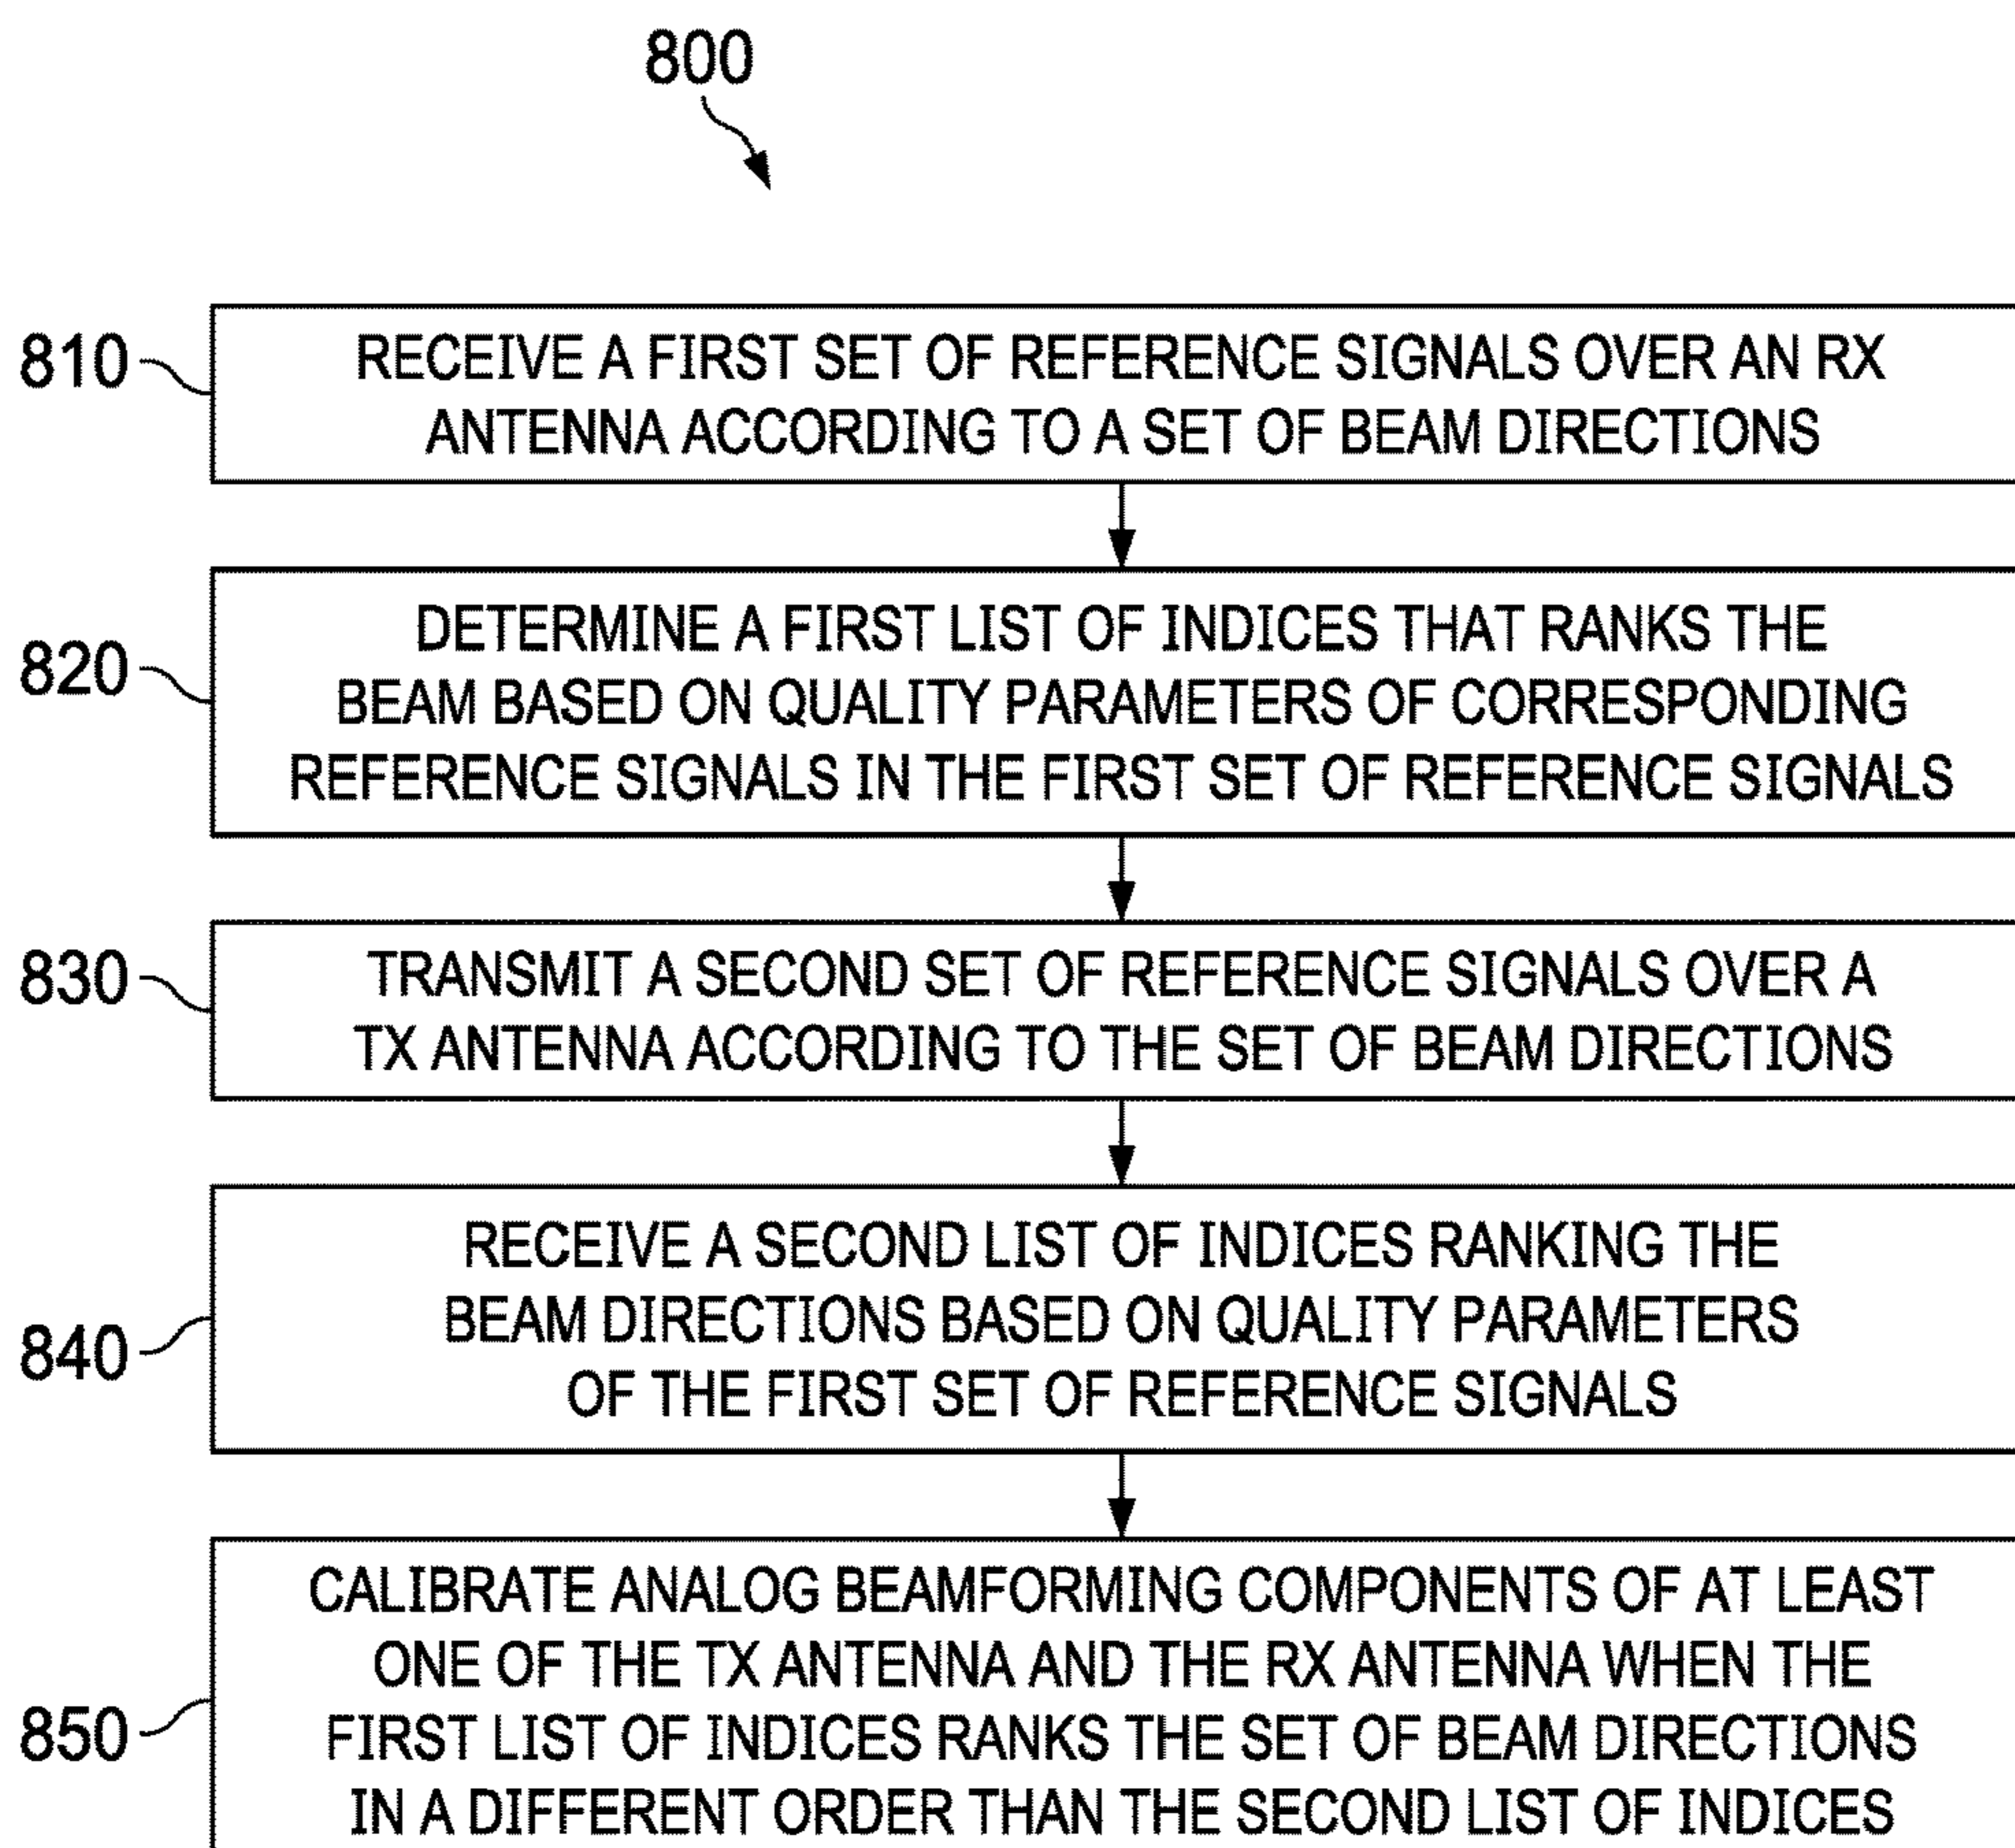 800
810
RECEIVE A FIRST SET OF REFERENCE SIGNALS OVER AN RX
ANTENNA ACCORDING TO A SET OF BEAM DIRECTIONS
820
DETERMINE A FIRST LIST OF INDICES THAT RANKS THE
BEAM BASED ON QUALITY PARAMETERS OF CORRESPONDING
REFERENCE SIGNALS IN THE FIRST SET OF REFERENCE SIGNALS
830
TRANSMIT A SECOND SET OF REFERENCE SIGNALS OVER A
TX ANTENNA ACCORDING TO THE SET OF BEAM DIRECTIONS
840
RECEIVE A SECOND LIST OF INDICES RANKING THE
BEAM DIRECTIONS BASED ON QUALITY PARAMETERS
OF THE FIRST SET OF REFERENCE SIGNALS
850
CALIBRATE ANALOG BEAMFORMING COMPONENTS OF AT LEAST
ONE OF THE TX ANTENNA AND THE RX ANTENNA WHEN THE
FIRST LIST OF INDICES RANKS THE SET OF BEAM DIRECTIONS
IN A DIFFERENT ORDER THAN THE SECOND LIST OF INDICES